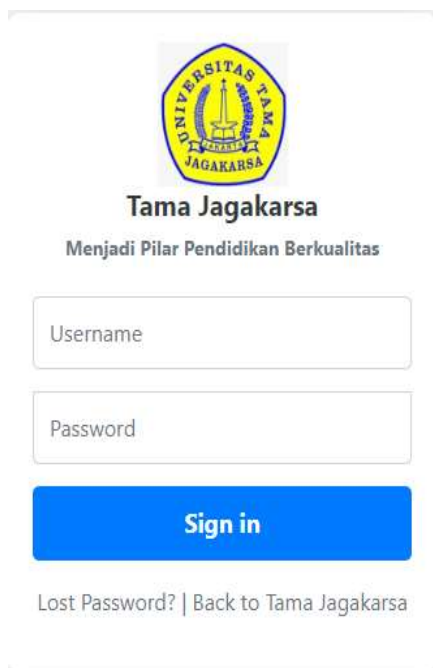 UNIVERSITAS TAMA
JAKARTA
JAGAKARSA
Tama Jagakarsa
Menjadi Pilar Pendidikan Berkualitas
Username
Password
Sign in
Lost Password? | Back to Tama Jagakarsa